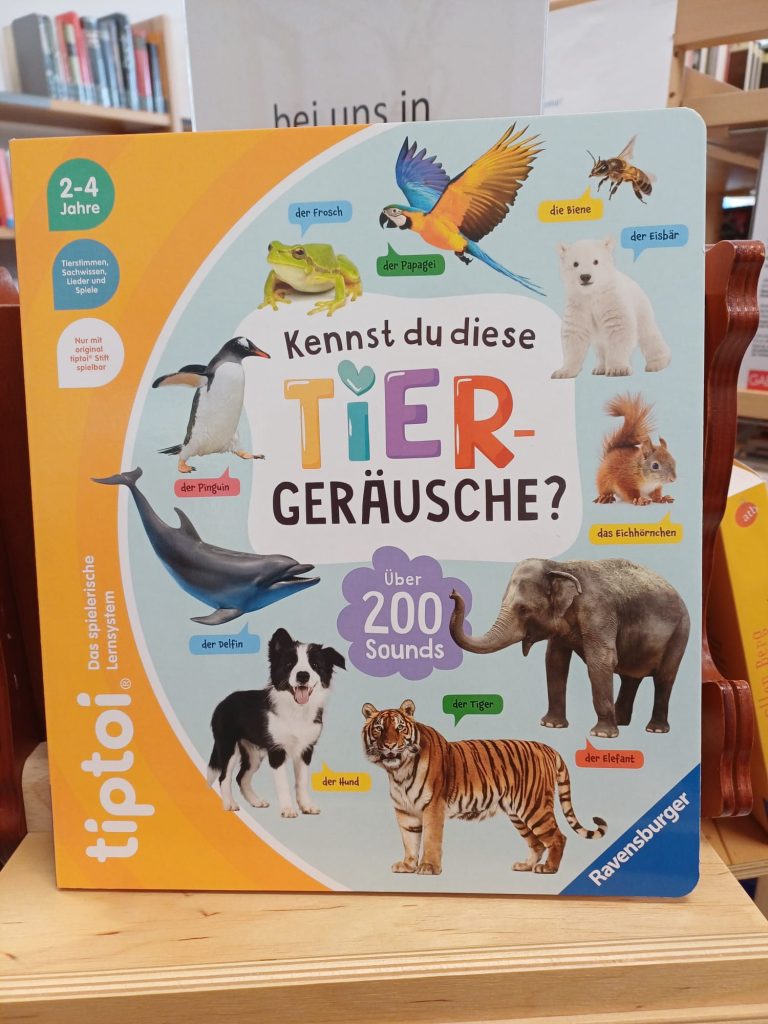 bei uns in
2-4
Jahre
Tierstimmen,
Sachwissen,
Lieder und
Spiele
Nur mit
original
tiptoi® Stift
spielbar
der Frosch
der Papagei
die Biene
der Eisbär
Kennst du diese
TiER-
GERÄUSCHE?
der Pinguin
das Eichhörnchen
Über
200
Sounds
der Delfin
der Tiger
der Elefant
der Hund
tiptoi®
Das spielerische
Lernsystem
Ravensburger